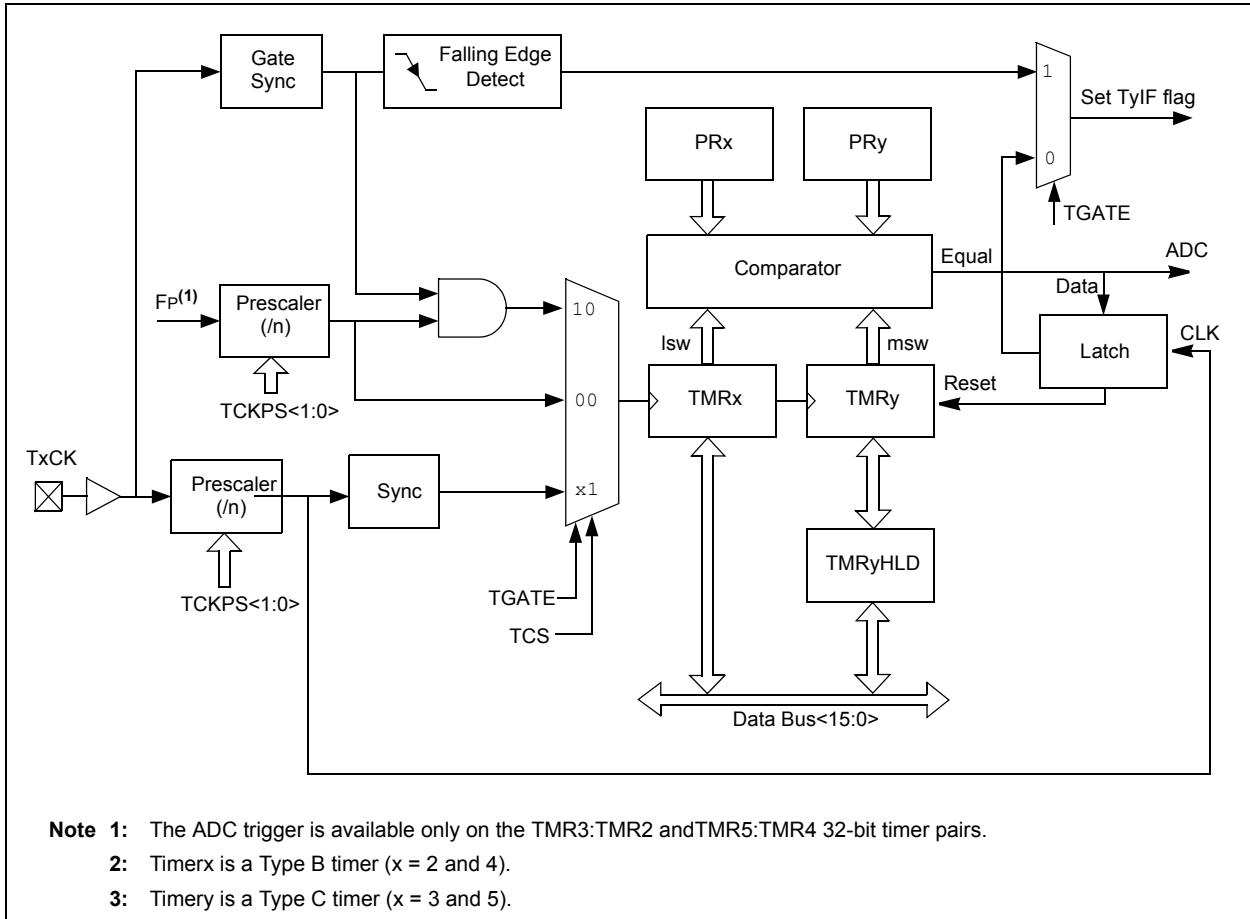 Gate
Sync
Falling Edge
Detect
1
Set TyIF flag
PRx
PRy
0
TGATE
Comparator
Equal
ADC
Data
FP(1)
Prescaler
(/n)
10
lsw
msw
Latch
CLK
TCKPS<1:0>
00
TMRx
TMRy
Reset
TxCK
Prescaler
(/n)
Sync
x1
TMRyHLD
TCKPS<1:0>
TGATE
TCS
Data Bus<15:0>
Note 1: The ADC trigger is available only on the TMR3:TMR2 andTMR5:TMR4 32-bit timer pairs.
2: Timerx is a Type B timer (x = 2 and 4).
3: Timery is a Type C timer (x = 3 and 5).